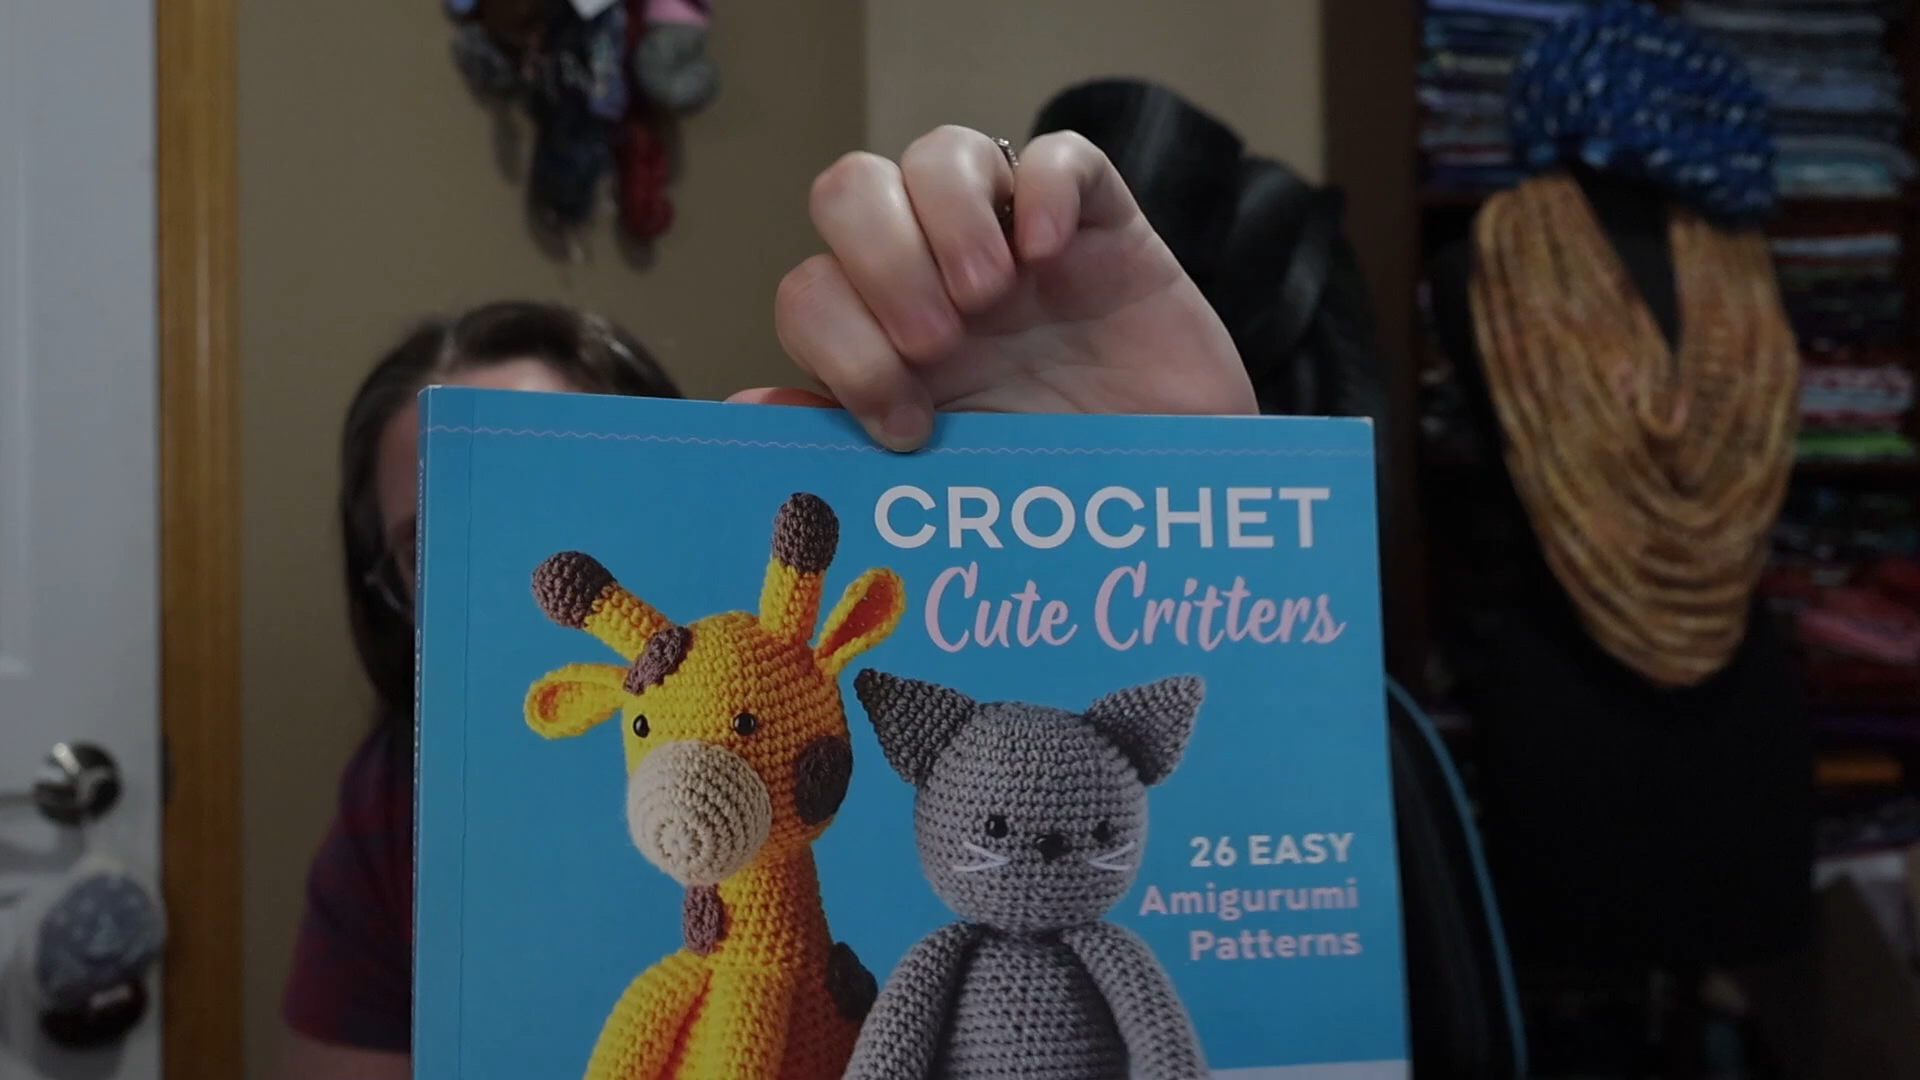 CROCHET
Cute Critters
26 EASY
Amigurumi
Patterns